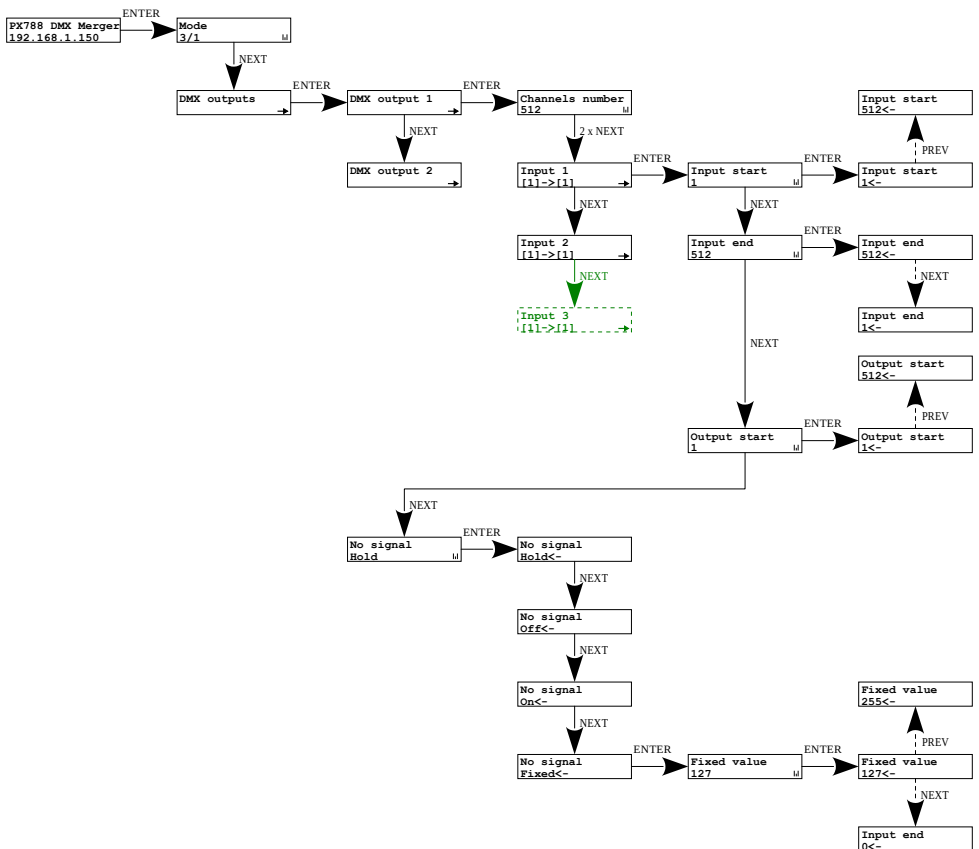 ENTER
PX788 DMX Merger
192.168.1.150
Mode
3/1
NEXT
DMX outputs
ENTER
DMX output 1
ENTER
Channels number
512
Input start
512<-
NEXT
2 x NEXT
PREV
DMX output 2
Input 1
[1]->[1]
ENTER
Input start
1
ENTER
Input start
1<-
NEXT
NEXT
Input 2
[1]->[1]
Input end
512
ENTER
Input end
512<-
NEXT
NEXT
Input 3
[1]->[1]
Input end
1<-
NEXT
Output start
512<-
PREV
Output start
1
ENTER
Output start
1<-
NEXT
No signal
Hold
ENTER
No signal
Hold<-
NEXT
No signal
Off<-
NEXT
No signal
On<-
Fixed value
255<-
NEXT
PREV
No signal
Fixed<-
ENTER
Fixed value
127
ENTER
Fixed value
127<-
NEXT
Input end
0<-